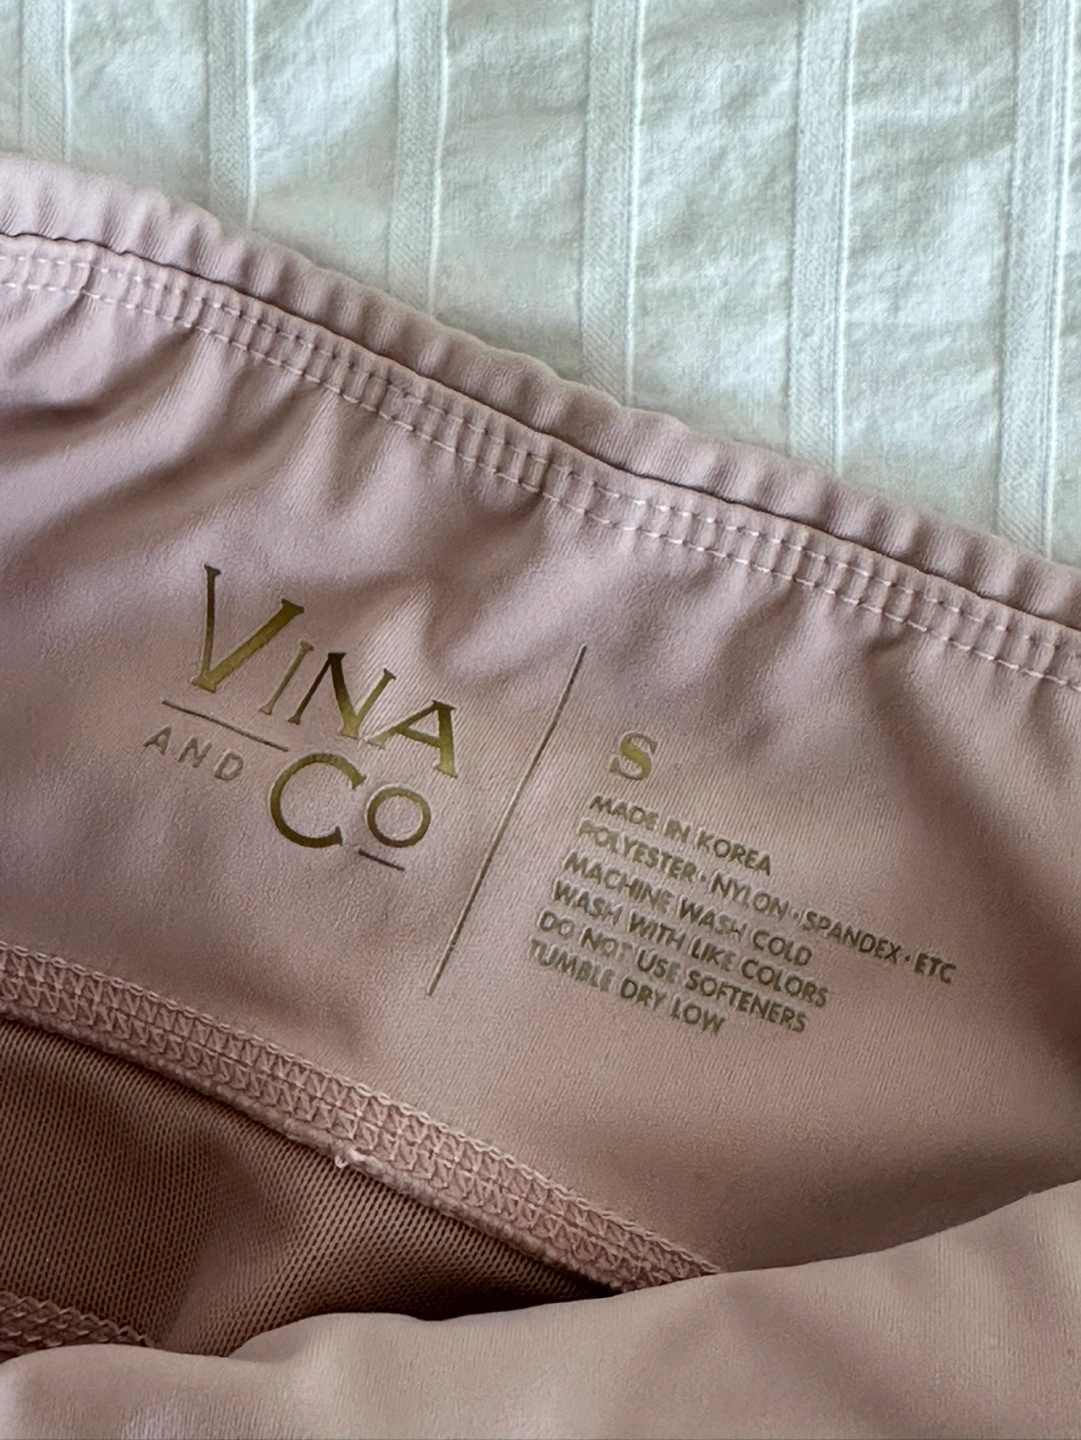 VINA
AND CO
S
MADE IN KOREA
POLYESTER · NYLON · SPANDEX · ETC
MACHINE WASH COLD
WASH WITH LIKE COLORS
DO NOT USE SOFTENERS
TUMBLE DRY LOW